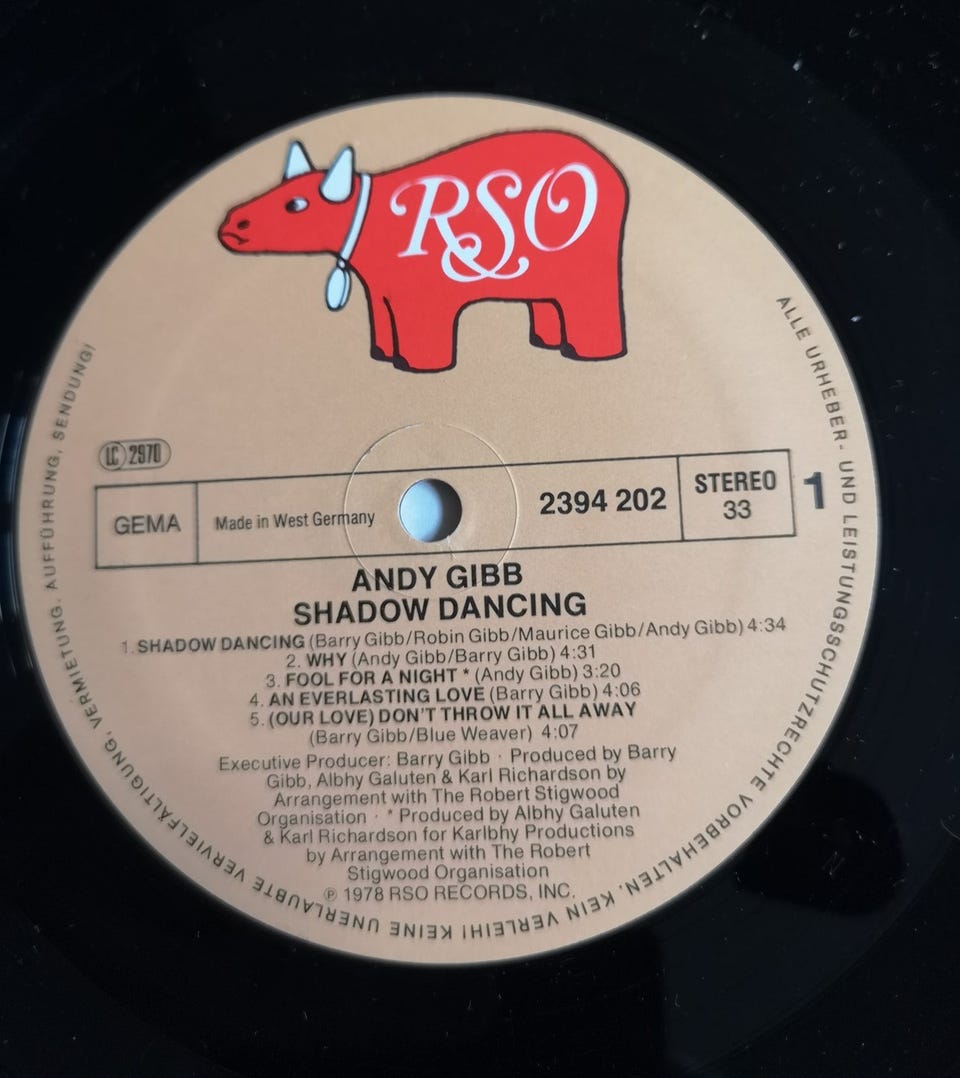 RSO
LC 2970
GEMA
Made in West Germany
2394 202
STEREO
33
1
ANDY GIBB
SHADOW DANCING
1. SHADOW DANCING (Barry Gibb/Robin Gibb/Maurice Gibb/Andy Gibb) 4:34
2. WHY (Andy Gibb/Barry Gibb) 4:31
3. FOOL FOR A NIGHT * (Andy Gibb) 3:20
4. AN EVERLASTING LOVE (Barry Gibb) 4:06
5. (OUR LOVE) DON'T THROW IT ALL AWAY
(Barry Gibb/Blue Weaver) 4:07
Executive Producer: Barry Gibb · Produced by Barry
Gibb, Albhy Galuten & Karl Richardson by
Arrangement with The Robert Stigwood
Organisation · * Produced by Albhy Galuten
& Karl Richardson for Karlbhy Productions
by Arrangement with The Robert
Stigwood Organisation
℗ 1978 RSO RECORDS, INC.
ALLE URHEBER- UND LEISTUNGSSCHUTZRECHTE VORBEHALTEN. KEIN VERLEIH! KEINE UNERLAUBTE VERVIELFÄLTIGUNG, VERMIETUNG, AUFFÜHRUNG, SENDUNG!